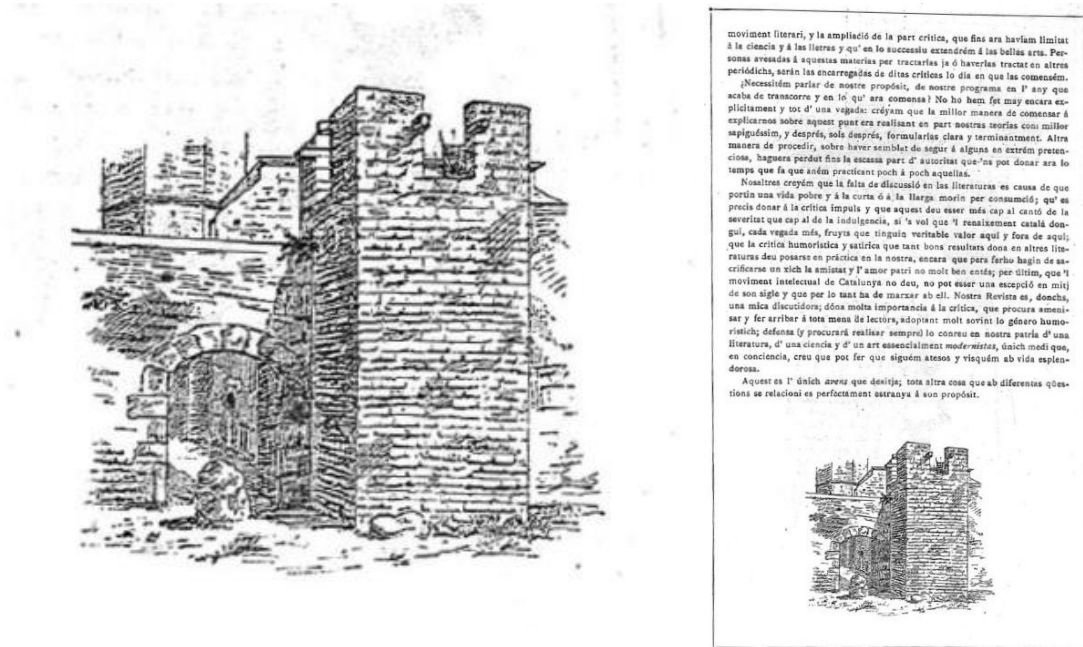 moviment literari, y la ampliació de la part crítica, que fins ara havíam limitat
á la ciencia y á las lletras y qu' en lo successiu extendrém á las bellas arts. Per-
sonas avesadas á aquestas materias per tractarlas ja ó haverlas tractat en altres
periódichs, serán las encarregadas de ditas críticas lo dia en que las comensém.
¿Necessitém parlar de nostre propósit, de nostre programa en l' any que
acaba de transcorre y en lo qu' ara comensa? No ho hem fet may encara ex-
plícitament y tot d' una vegada: créyam que la millor manera de comensar á
explicarnos sobre aquest punt era realisant en part nostras teorías com millor
sapiguéssim, y després, sols després, formularlas clara y terminantment. Altra
manera de procedir, sobre haver semblat de segur á alguns en extrém preten-
ciosa, haguera perdut fins la escassa part d' autoritat que 'ns pot donar ara lo
temps que fa que aném practicant poch á poch aquellas.
Nosaltres creyém que la falta de discussió en las literaturas es causa de que
portin una vida pobre y á la curta ó á la llarga morin per consumció; qu' es
precís donar á la crítica impuls y que aquest deu esser més cap al cantó de la
severitat que cap al de la indulgencia, si 's vol que 'l renaixement catalá don-
gui, cada vegada més, fruyts que tinguin veritable valor aquí y fora de aquí;
que la crítica humorística y satírica que tant bons resultats dona en altres lite-
raturas deu posarse en práctica en la nostra, encara que pera ferho hagin de sa-
crificarse un xich la amistat y l' amor patri no molt ben entés; per últim, que 'l
moviment intelectual de Catalunya no deu, no pot esser una escepció en mitj
de son sigle y que per lo tant ha de marxar ab ell. Nostra Revista es, donchs,
una mica discutidora; dóna molta importancia á la crítica, que procura ameni-
sar y fer arribar á tota mena de lectors, adoptant molt sovint lo género humo-
rístich; defensa (y procurará realisar sempre) lo conreu en nostra patria d' una
literatura, d' una ciencia y d' un art essencialment modernistas, únich medi que,
en conciencia, creu que pot fer que siguém atesos y visquém ab vida esplen-
dorosa.
Aquest es l' únich avens que desitja; tota altra cosa que ab diferentas qües-
tions se relacioni es perfectament estranya á son propósit.